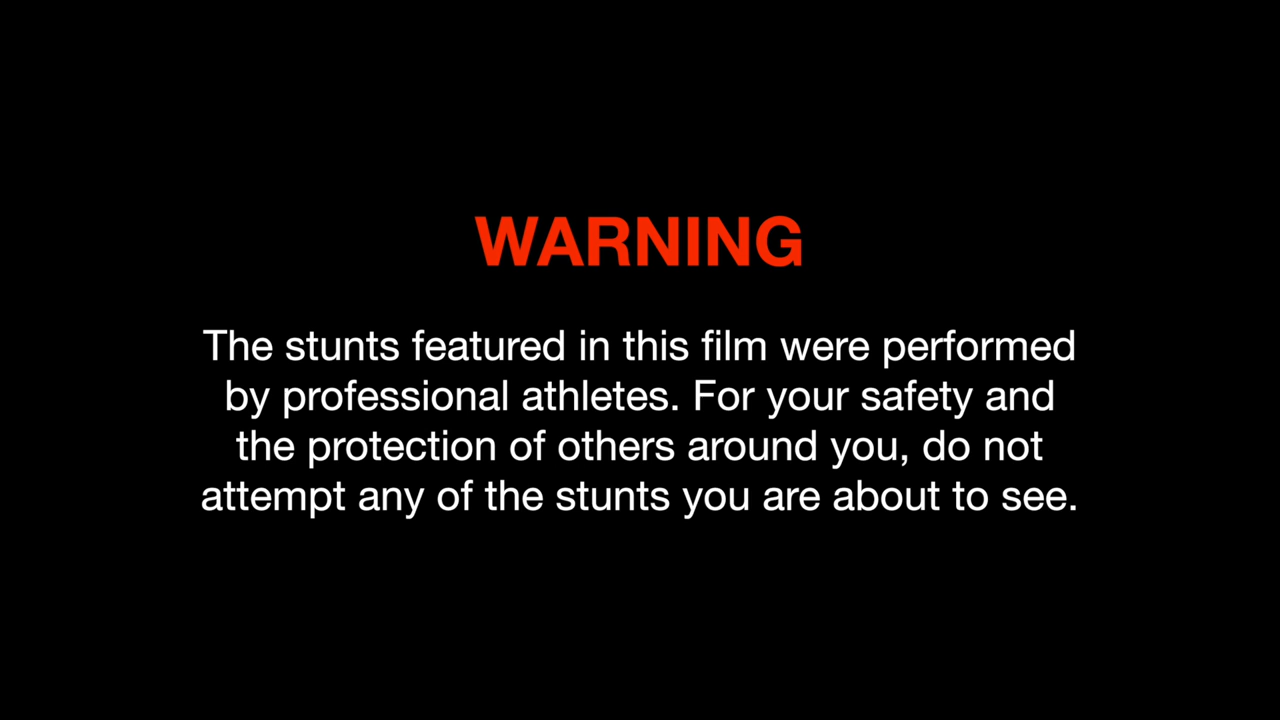 WARNING
The stunts featured in this film were performed
by professional athletes. For your safety and
the protection of others around you, do not
attempt any of the stunts you are about to see.